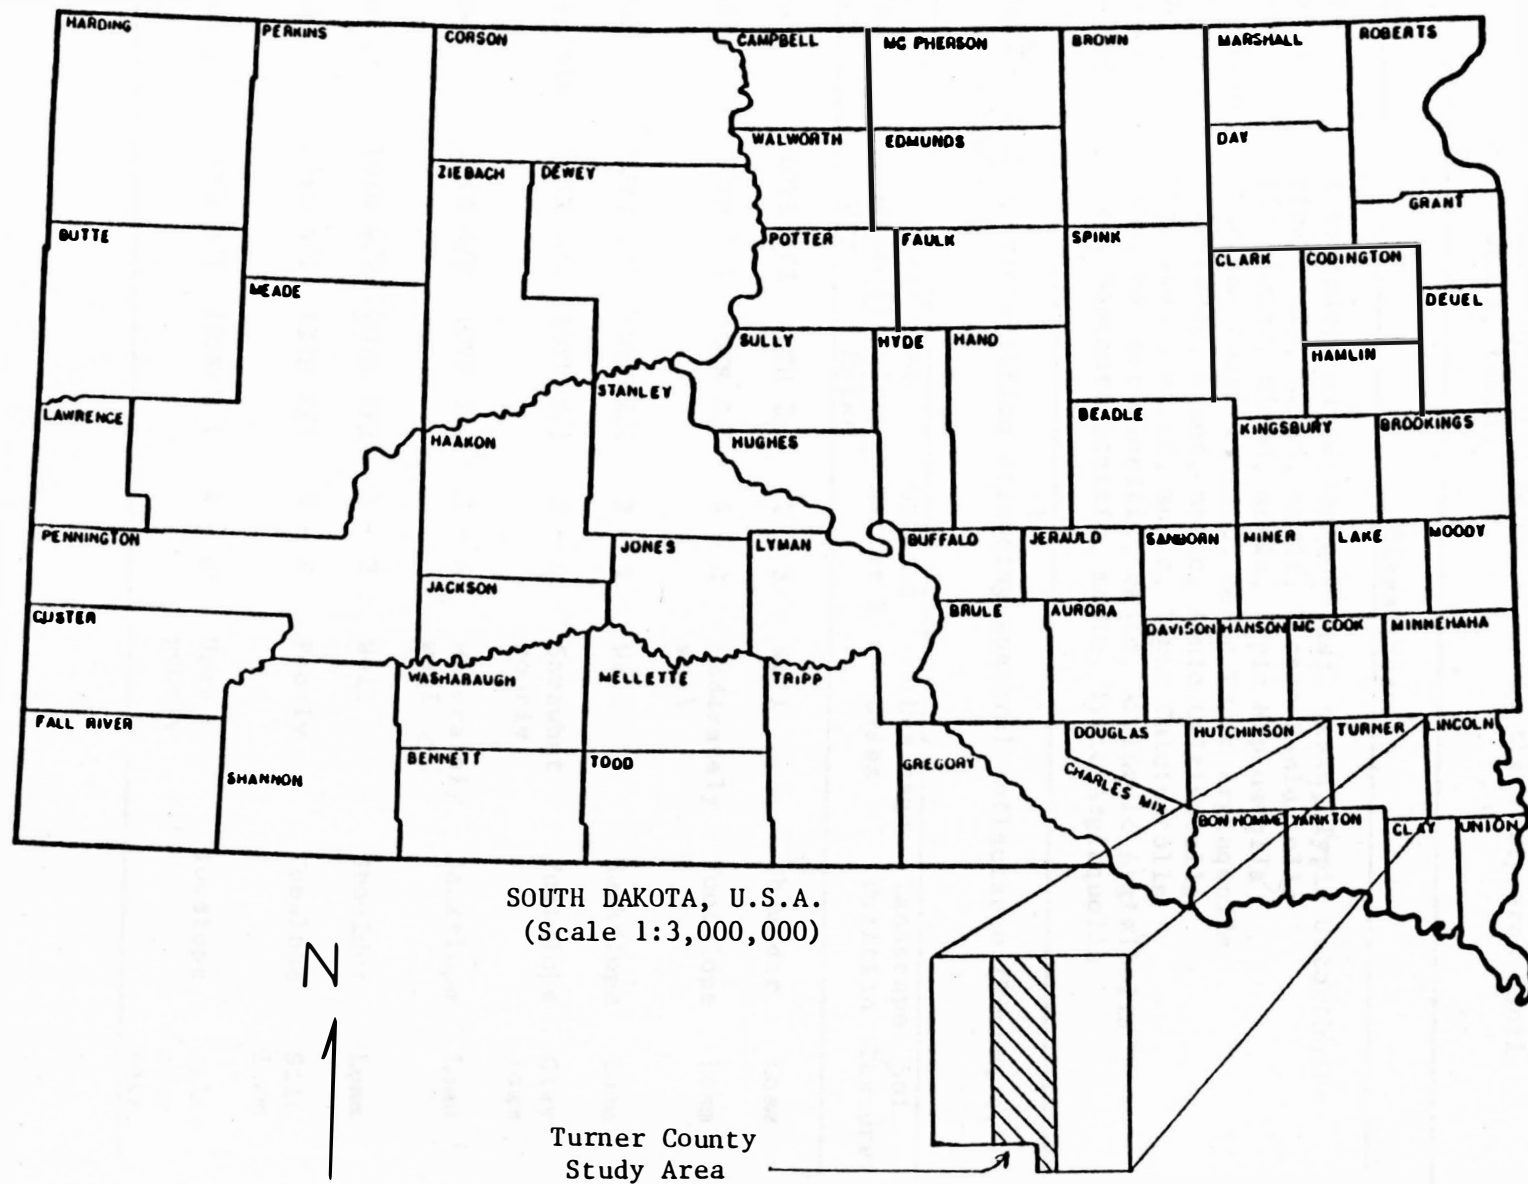 HARDING
PERKINS
CORSON
CAMPBELL
MC PHERSON
BROWN
MARSHALL
ROBERTS
WALWORTH
EDMUNDS
DAY
ZIEBACH
DEWEY
GRANT
BUTTE
POTTER
FAULK
SPINK
CLARK
CODINGTON
MEADE
DEUEL
SULLY
HYDE
HAND
HAMLIN
STANLEY
LAWRENCE
BEADLE
KINGSBURY
BROOKINGS
HAAKON
HUGHES
PENNINGTON
JONES
LYMAN
BUFFALO
JERAULD
SANBORN
MINER
LAKE
MOODY
JACKSON
CUSTER
BRULE
AURORA
DAVISON
HANSON
MC COOK
MINNEHAHA
WASHABAUGH
MELLETTE
TRIPP
FALL RIVER
DOUGLAS
HUTCHINSON
TURNER
LINCOLN
SHANNON
BENNETT
TODD
GREGORY
CHARLES MIX
BON HOMME
YANKTON
CLAY
UNION
SOUTH DAKOTA, U.S.A.
(Scale 1:3,000,000)
N
Turner County
Study Area